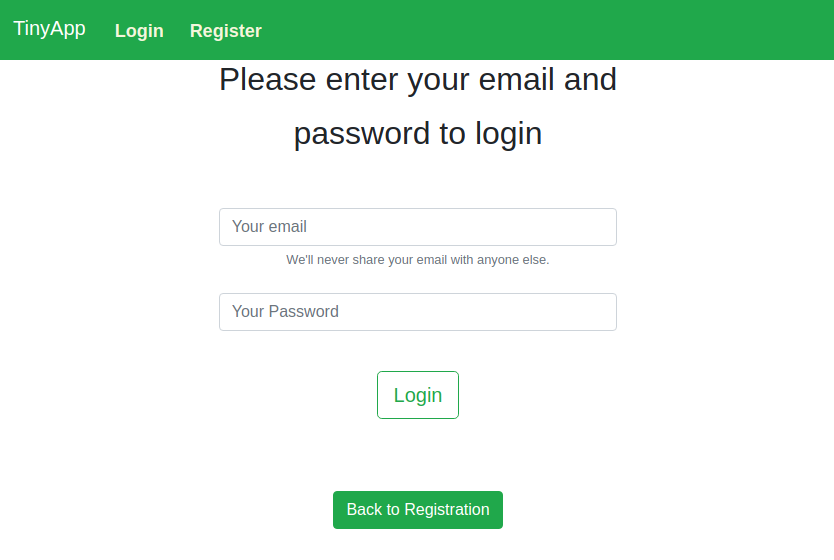 TinyApp Login Register
Please enter your email and
password to login
Your email
We'll never share your email with anyone else.
Your Password
Login
Back to Registration